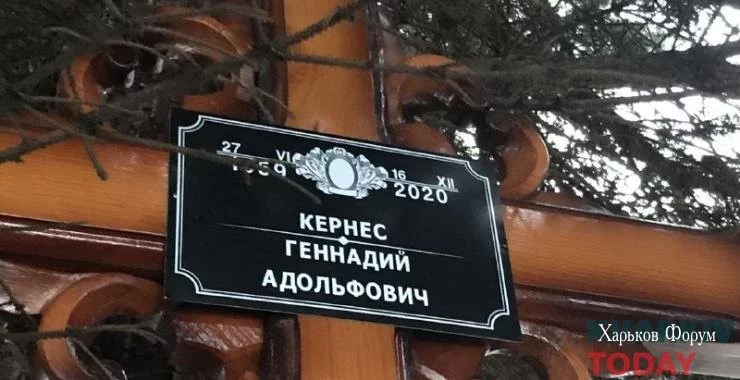 27 VI 16 XII
1959 2020
КЕРНЕС
ГЕННАДИЙ
АДОЛЬФОВИЧ
Харьков Форум
TODAY